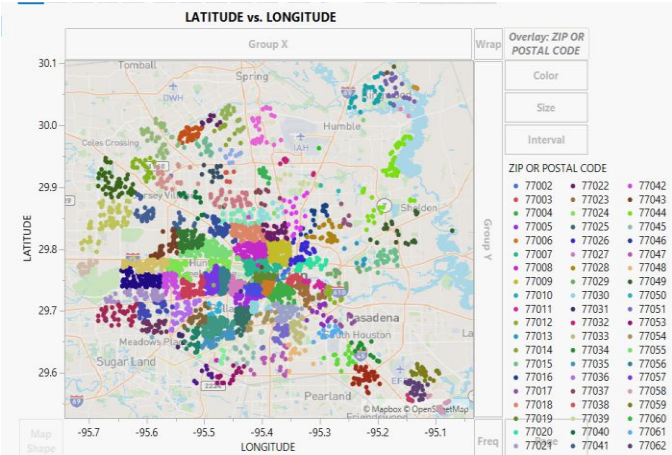 LATITUDE vs. LONGITUDE
Group X
Wrap
Overlay: ZIP OR
POSTAL CODE
Color
Size
Interval
ZIP OR POSTAL CODE
77002 77022 77042
77003 77023 77043
77004 77024 77044
77005 77025 77045
77006 77026 77046
77007 77027 77047
77008 77028 77048
77009 77029 77049
77010 77030 77050
77011 77031 77051
77012 77032 77053
77013 77033 77054
77014 77034 77055
77015 77035 77056
77016 77036 77057
77017 77037 77058
77018 77038 77059
77019 77039 77060
77020 77040 77061
77021 77041 77062
LATITUDE
30.1
30.0
29.9
29.8
29.7
29.6
Tomball
Spring
DWH
Humble
IAH
Coles Crossing
Sheldon
Pasadena
Meadows
South Houston
Sugar Land
2234
Pearland
69
© Mapbox © OpenStreetMap
Group Y
-95.7 -95.6 -95.5 -95.4 -95.3 -95.2 -95.1
LONGITUDE
Map
Shape
Freq
Page